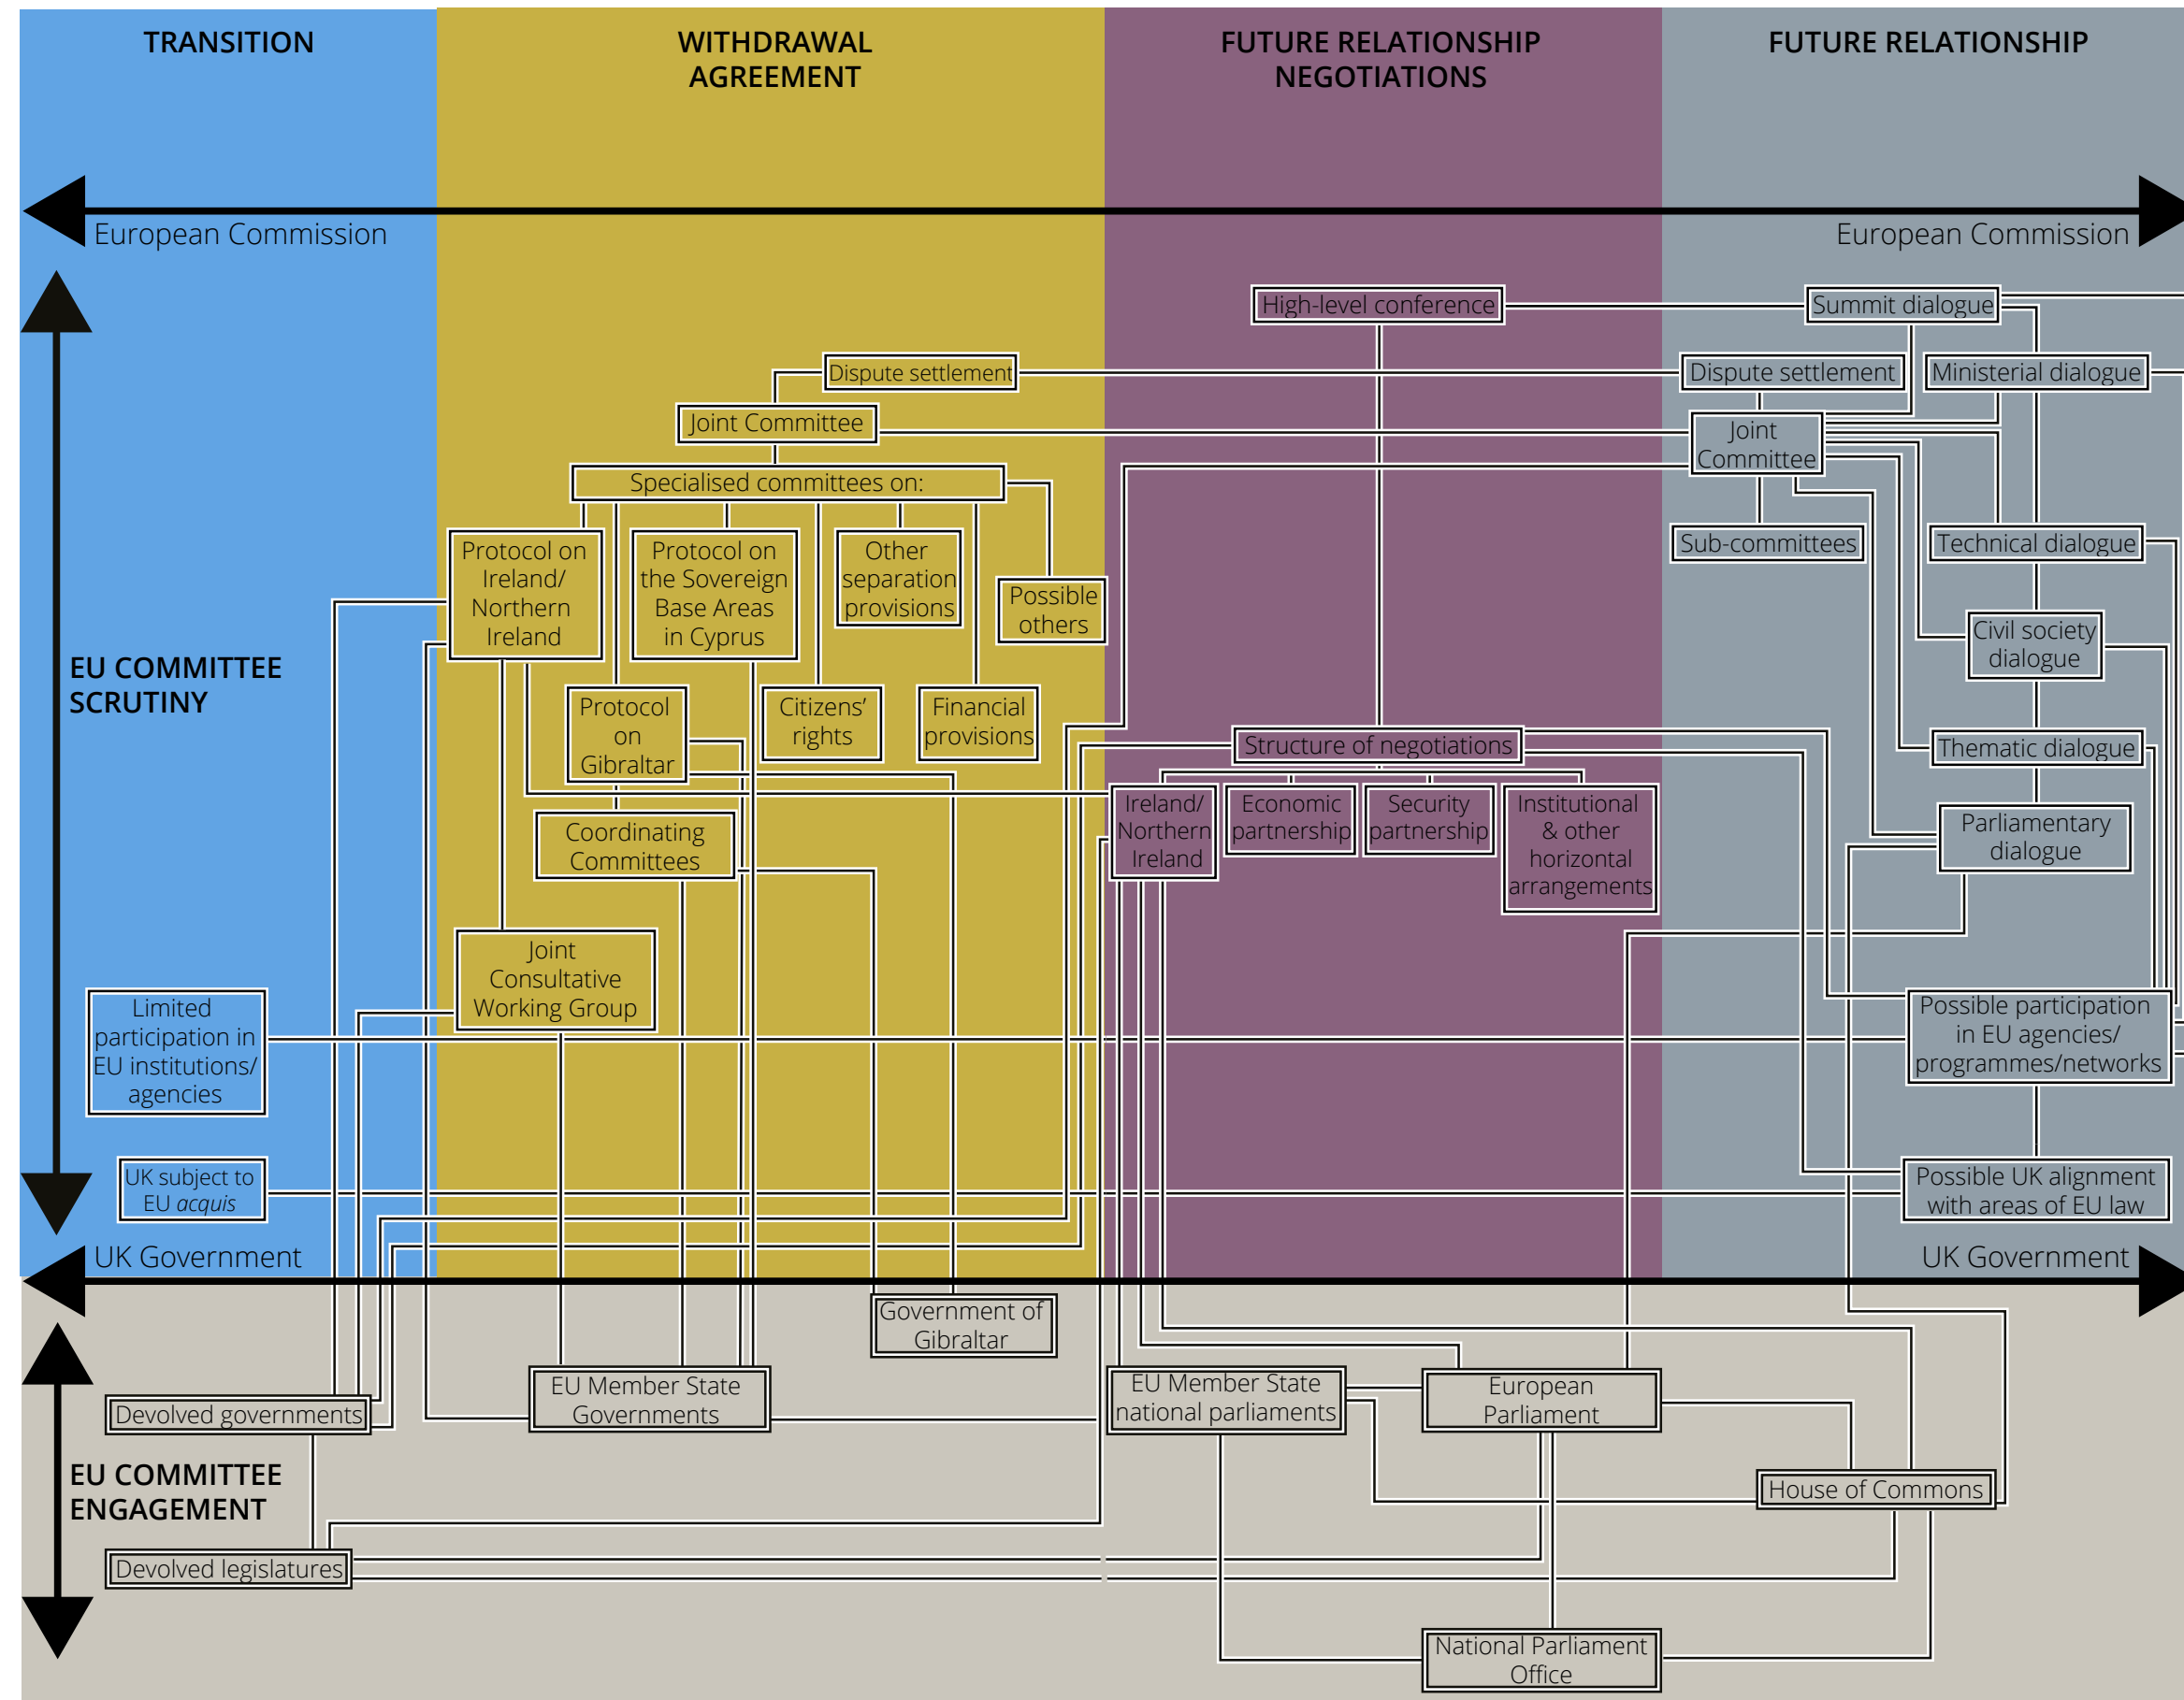 TRANSITION
WITHDRAWAL
AGREEMENT
FUTURE RELATIONSHIP
NEGOTIATIONS
FUTURE RELATIONSHIP
European Commission
European Commission
High-level conference
Summit dialogue
Dispute settlement
Dispute settlement
Ministerial dialogue
Joint Committee
Joint
Committee
Specialised committees on:
Protocol on
Ireland/
Northern
Ireland
Protocol on
the Sovereign
Base Areas
in Cyprus
Other
separation
provisions
Possible
others
Sub-committees
Technical dialogue
Civil society
dialogue
EU COMMITTEE
SCRUTINY
Protocol
on
Gibraltar
Citizens’
rights
Financial
provisions
Structure of negotiations
Thematic dialogue
Ireland/
Northern
Ireland
Economic
partnership
Security
partnership
Institutional
& other
horizontal
arrangements
Parliamentary
dialogue
Coordinating
Committees
Joint
Consultative
Working Group
Limited
participation in
EU institutions/
agencies
Possible participation
in EU agencies/
programmes/networks
UK subject to
EU acquis
Possible UK alignment
with areas of EU law
UK Government
UK Government
Government of
Gibraltar
EU Member State
Governments
EU Member State
national parliaments
European
Parliament
Devolved governments
EU COMMITTEE
ENGAGEMENT
House of Commons
Devolved legislatures
National Parliament
Office